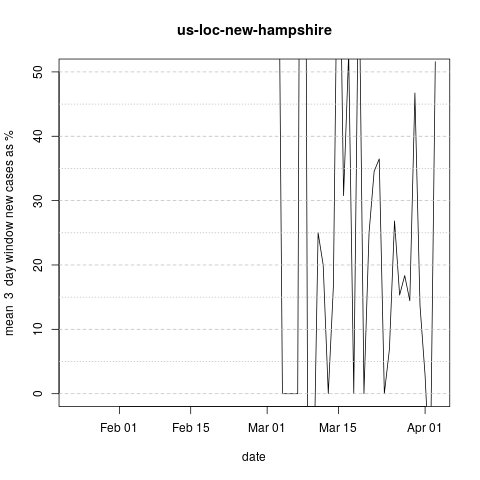 us-loc-new-hampshire
mean 3 day window new cases as %
50
40
30
20
10
0
Feb 01 Feb 15 Mar 01 Mar 15 Apr 01
date